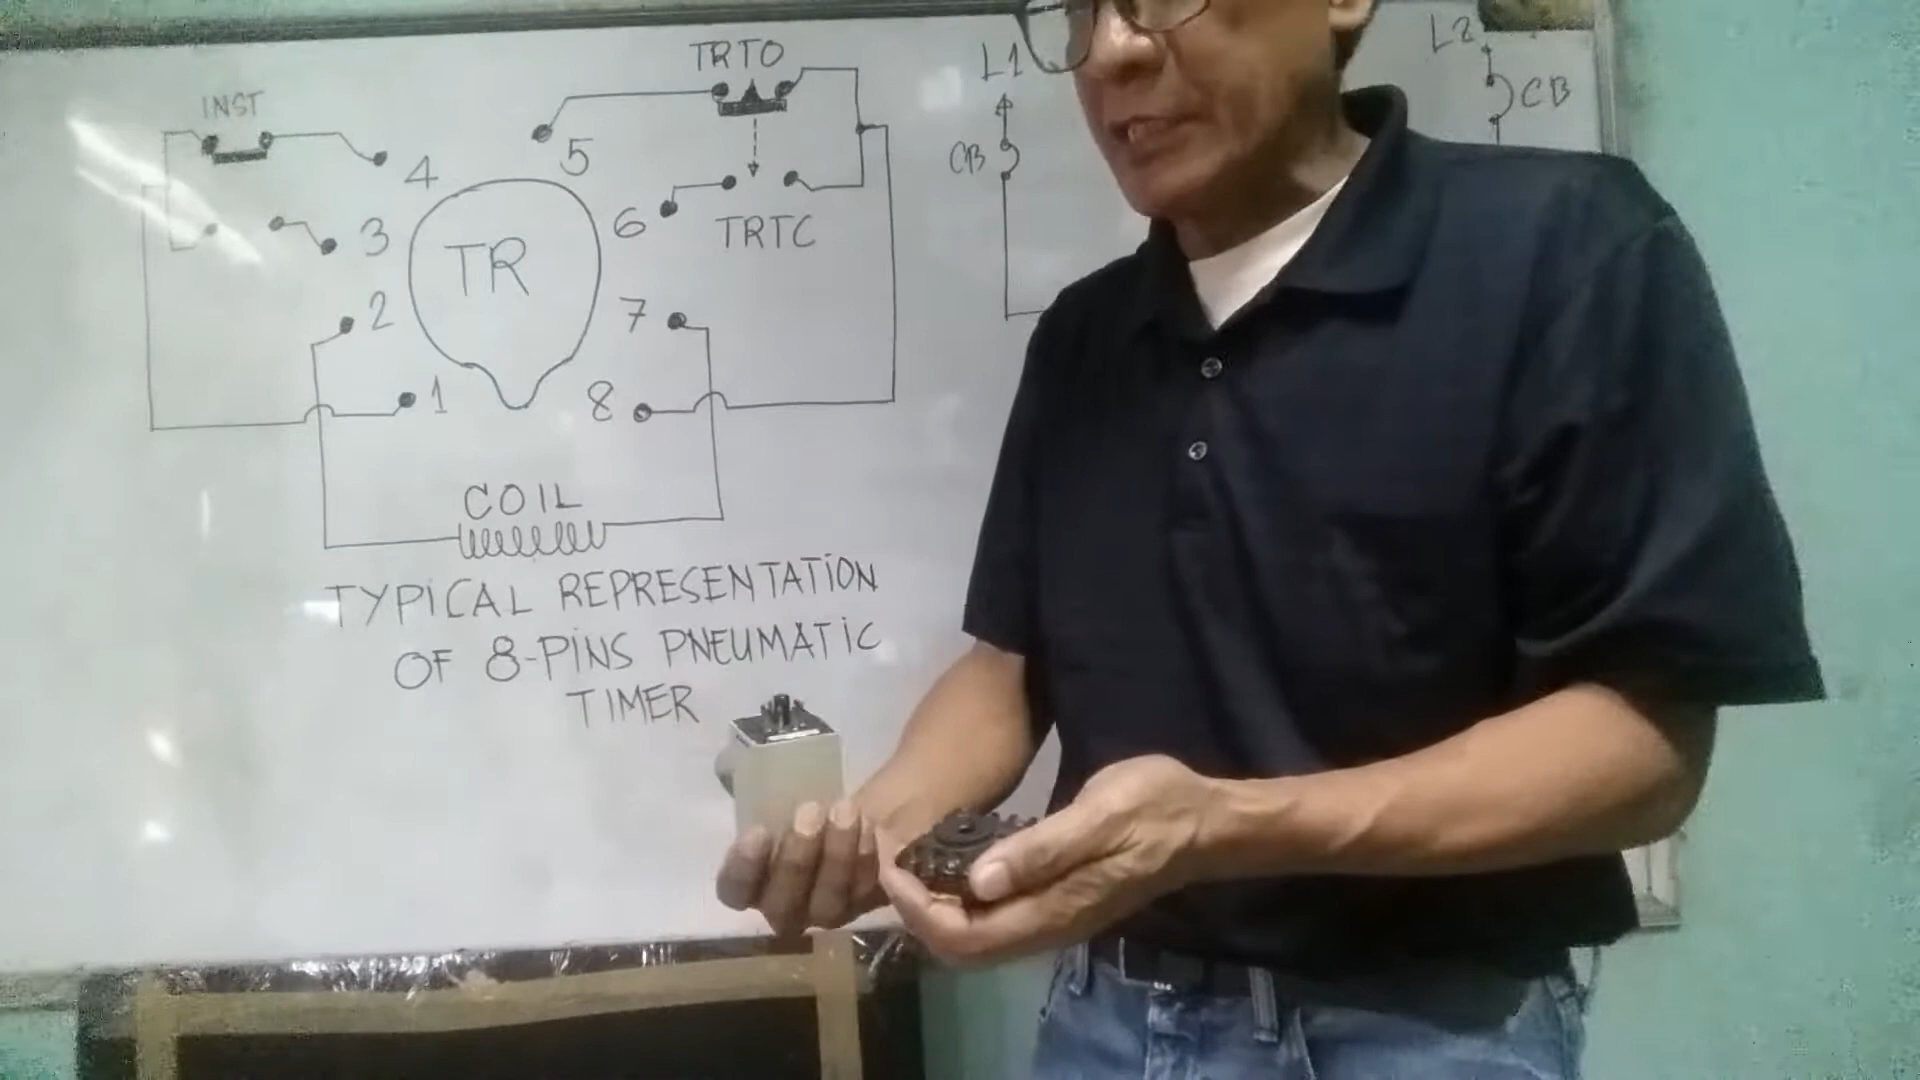 INST
4
3
2
1
TR
5
6
7
8
TRTO
TRTC
COIL
TYPICAL REPRESENTATION
OF 8-PINS PNEUMATIC
TIMER
L1
CB
L2
CB